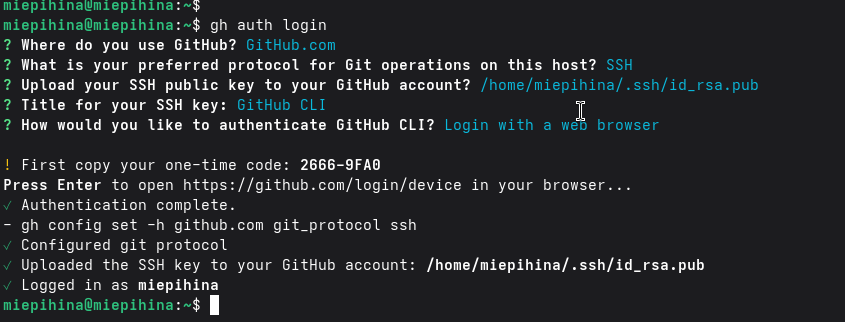 miepihina@miepihina:~$
miepihina@miepihina:~$ gh auth login
? Where do you use GitHub? GitHub.com
? What is your preferred protocol for Git operations on this host? SSH
? Upload your SSH public key to your GitHub account? /home/miepihina/.ssh/id_rsa.pub
? Title for your SSH key: GitHub CLI
? How would you like to authenticate GitHub CLI? Login with a web browser
! First copy your one-time code: 2666-9FA0
Press Enter to open https://github.com/login/device in your browser...
✓ Authentication complete.
- gh config set -h github.com git_protocol ssh
✓ Configured git protocol
✓ Uploaded the SSH key to your GitHub account: /home/miepihina/.ssh/id_rsa.pub
✓ Logged in as miepihina
miepihina@miepihina:~$